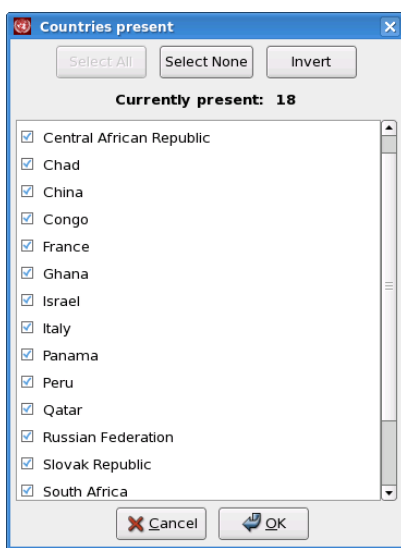 Countries present
Select All Select None Invert
Currently present: 18
Central African Republic
Chad
China
Congo
France
Ghana
Israel
Italy
Panama
Peru
Qatar
Russian Federation
Slovak Republic
South Africa
Cancel OK